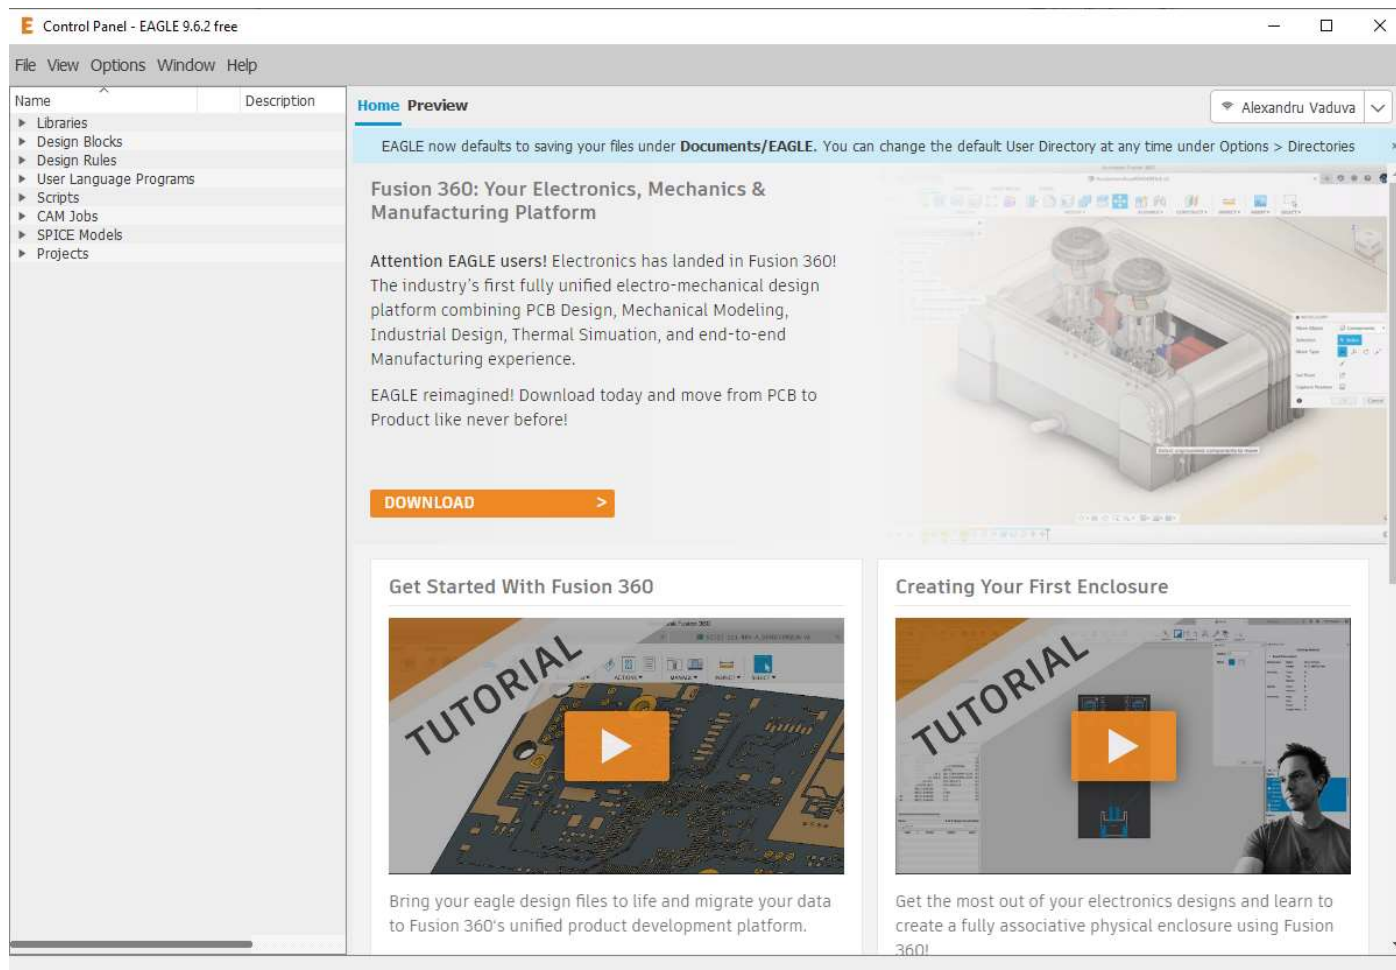 Control Panel - EAGLE 9.6.2 free
File View Options Window Help
Name Description
Libraries
Design Blocks
Design Rules
User Language Programs
Scripts
CAM Jobs
SPICE Models
Projects
Home Preview
Alexandru Vaduva
EAGLE now defaults to saving your files under Documents/EAGLE. You can change the default User Directory at any time under Options > Directories
Fusion 360: Your Electronics, Mechanics &
Manufacturing Platform
Attention EAGLE users! Electronics has landed in Fusion 360!
The industry's first fully unified electro-mechanical design
platform combining PCB Design, Mechanical Modeling,
Industrial Design, Thermal Simuation, and end-to-end
Manufacturing experience.
EAGLE reimagined! Download today and move from PCB to
Product like never before!
DOWNLOAD >
Get Started With Fusion 360
TUTORIAL
Bring your eagle design files to life and migrate your data
to Fusion 360's unified product development platform.
Creating Your First Enclosure
TUTORIAL
Get the most out of your electronics designs and learn to
create a fully associative physical enclosure using Fusion
360!